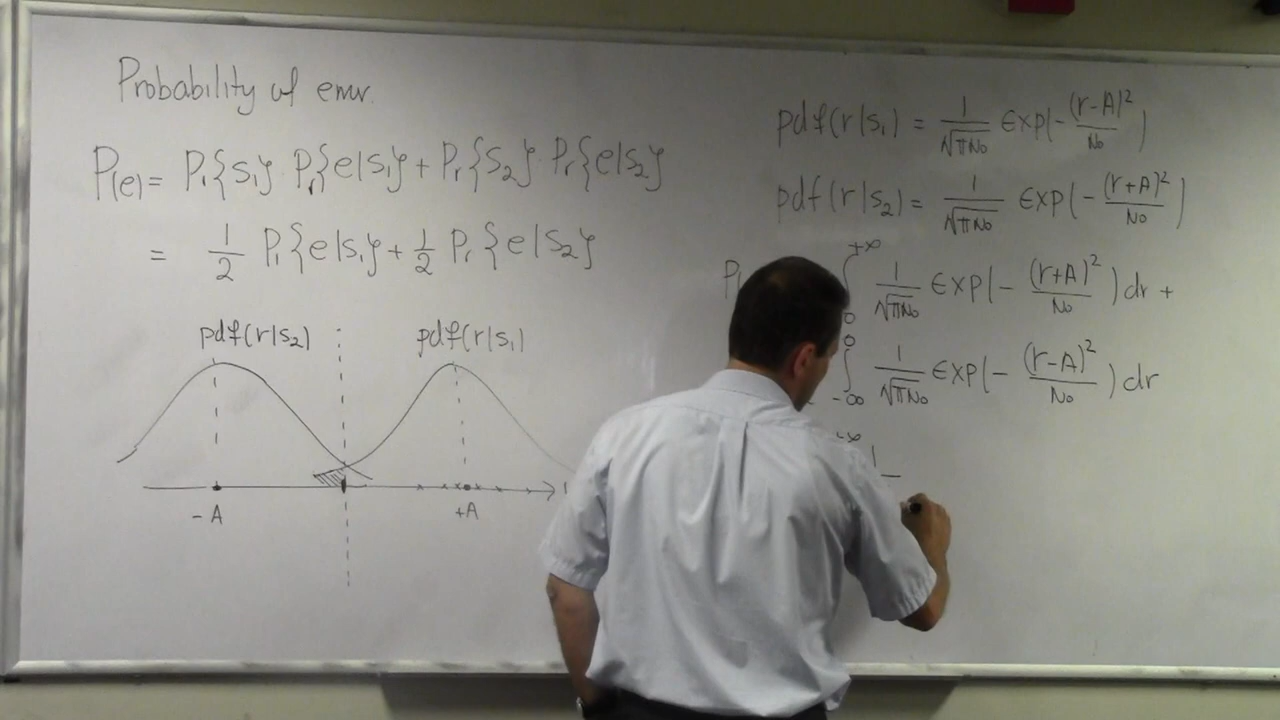 Probability of error.
P(e) = Pr{s₁} Pr{e|s₁} + Pr{s₂} Pr{e|s₂}
= 1/2 Pr{e|s₁} + 1/2 Pr{e|s₂}
pdf(r|s₂) pdf(r|s₁)
-A +A
pdf(r|s₁) = 1/√πN₀ exp(-(r-A)²/N₀)
pdf(r|s₂) = 1/√πN₀ exp(-(r+A)²/N₀)
∫₀^+∞ 1/√πN₀ exp(-(r+A)²/N₀) dr +
∫_-∞^0 1/√πN₀ exp(-(r-A)²/N₀) dr